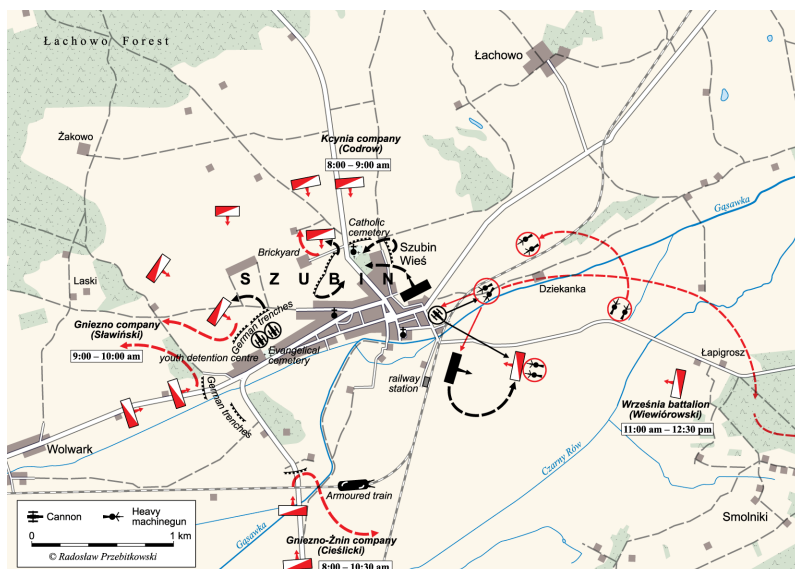 Łachowo Forest
Łachowo
Żakowo
Kcynia company
(Codrow)
8:00 – 9:00 am
Gąsawka
Catholic
cemetery
Szubin
Wieś
Brickyard
SZUBIN
Laski
Dziekanka
Gniezno company
(Sławiński)
9:00 – 10:00 am
German trenches
youth detention centre
Evangelical
cemetery
Łapigrosz
railway
station
Września battalion
(Wiewiórowski)
11:00 am – 12:30 pm
German trenches
Wolwark
Czarny Rów
Armoured train
Smolniki
Gąsawka
Gniezno-Żnin company
(Cieślicki)
8:00 – 10:30 am
Cannon
Heavy
machinegun
0 1 km
© Radosław Przebitkowski